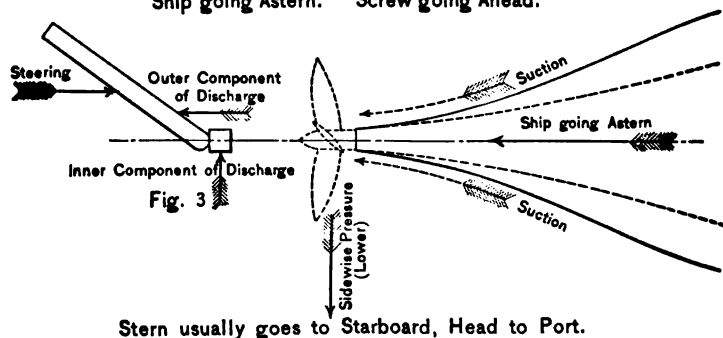 Ship going Astern. Screw going Ahead.
Steering
Outer Component
of Discharge
Suction
Ship going Astern
Inner Component of Discharge
Fig. 3
Suction
Sidewise Pressure
(Lower)
Stern usually goes to Starboard, Head to Port.